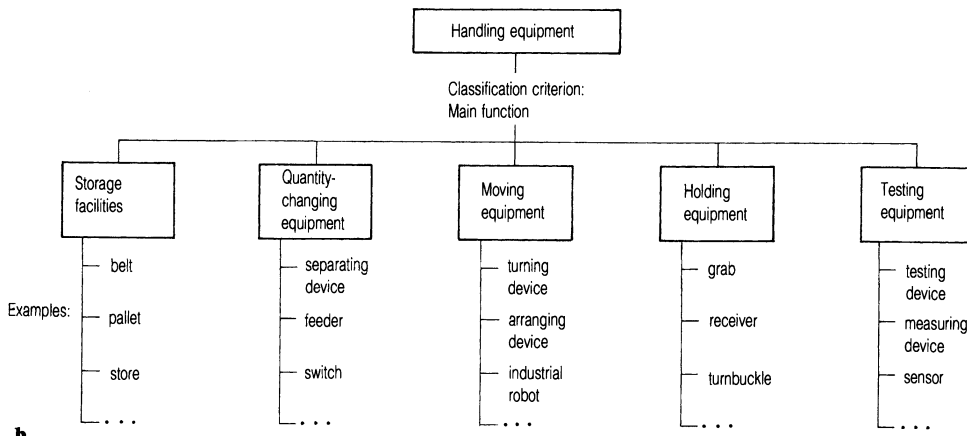 Handling equipment
Classification criterion:
Main function
Storage
facilities
Quantity-
changing
equipment
Moving
equipment
Holding
equipment
Testing
equipment
Examples:
belt
pallet
store
. . .
separating
device
feeder
switch
. . .
turning
device
arranging
device
industrial
robot
. . .
grab
receiver
turnbuckle
. . .
testing
device
measuring
device
sensor
. . .